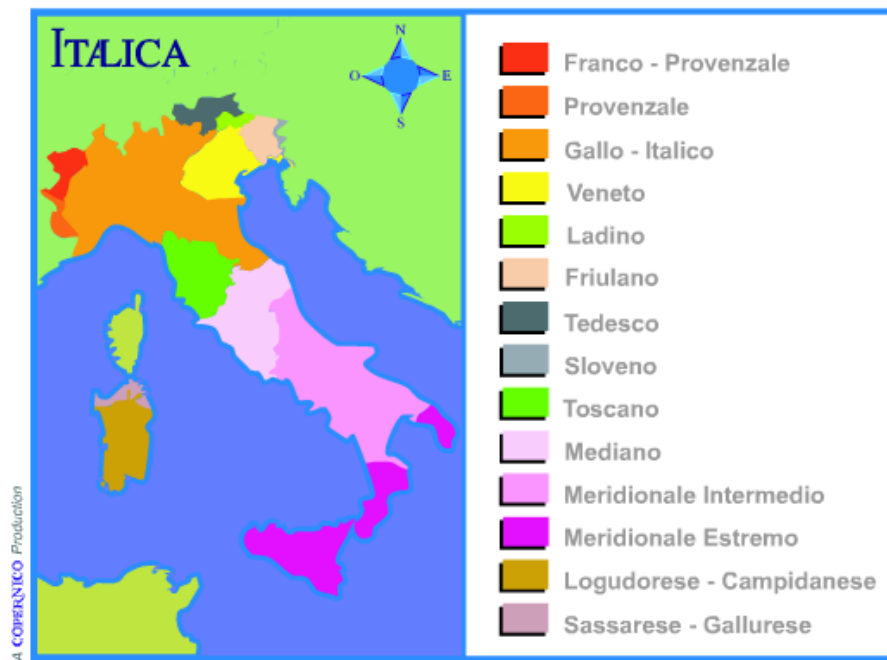 ITALICA
N
O E
S
Franco - Provenzale
Provenzale
Gallo - Italico
Veneto
Ladino
Friulano
Tedesco
Sloveno
Toscano
Mediano
Meridionale Intermedio
Meridionale Estremo
Logudorese - Campidanese
Sassarese - Gallurese
A COPERNICO Production